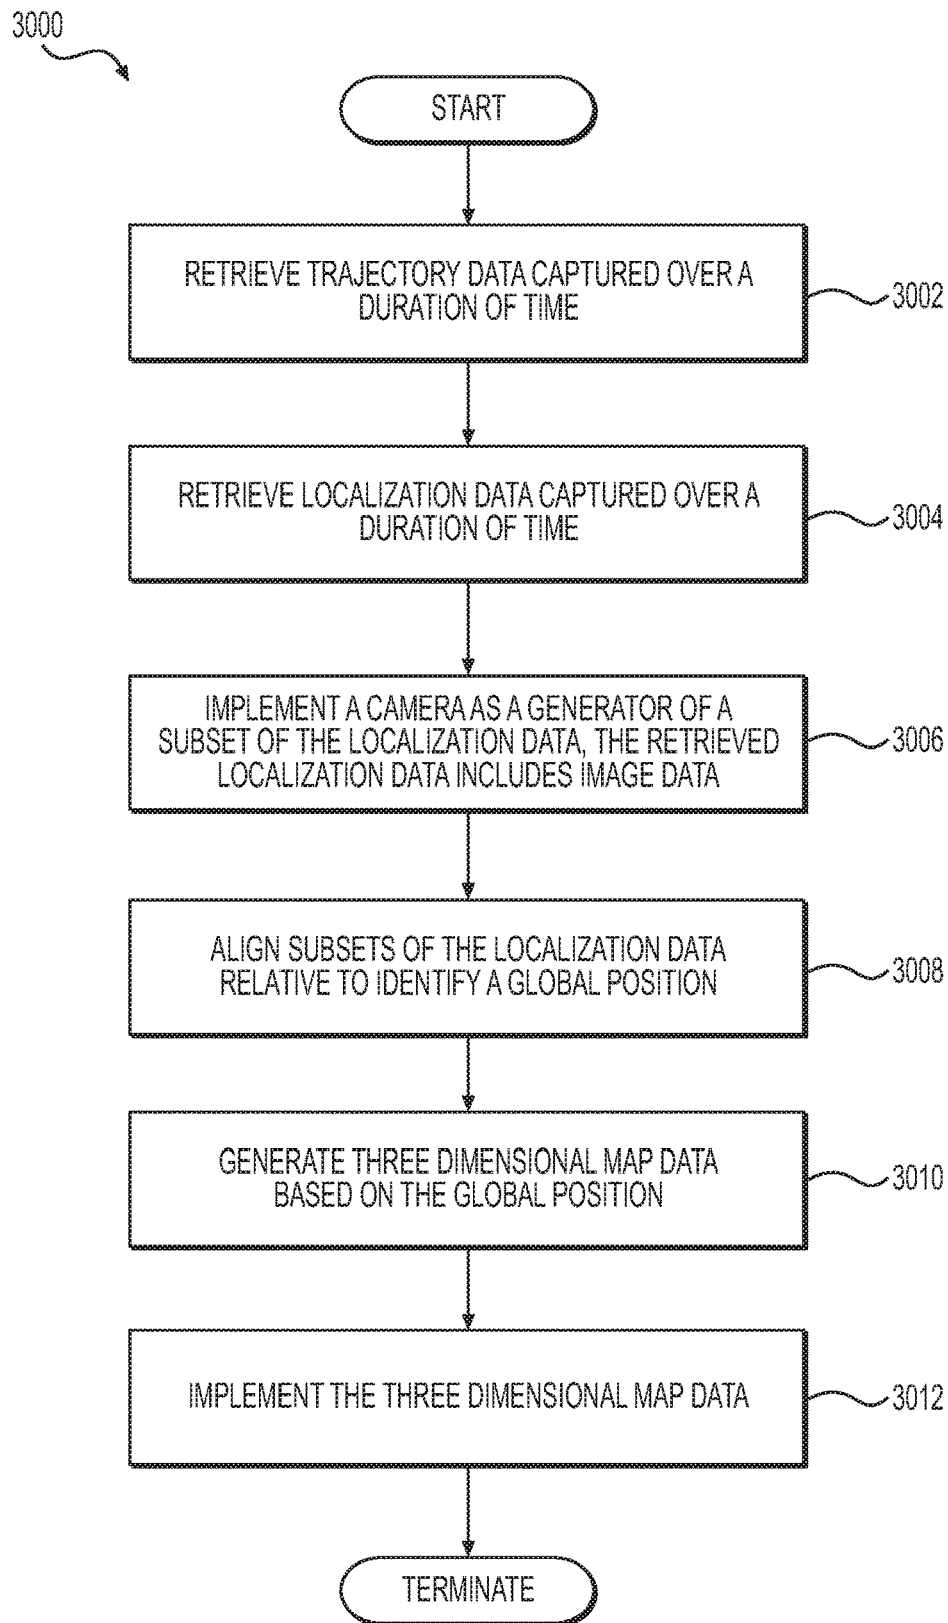 3000
START
RETRIEVE TRAJECTORY DATA CAPTURED OVER A
DURATION OF TIME
3002
RETRIEVE LOCALIZATION DATA CAPTURED OVER A
DURATION OF TIME
3004
IMPLEMENT A CAMERA AS A GENERATOR OF A
SUBSET OF THE LOCALIZATION DATA, THE RETRIEVED
LOCALIZATION DATA INCLUDES IMAGE DATA
3006
ALIGN SUBSETS OF THE LOCALIZATION DATA
RELATIVE TO IDENTIFY A GLOBAL POSITION
3008
GENERATE THREE DIMENSIONAL MAP DATA
BASED ON THE GLOBAL POSITION
3010
IMPLEMENT THE THREE DIMENSIONAL MAP DATA
3012
TERMINATE